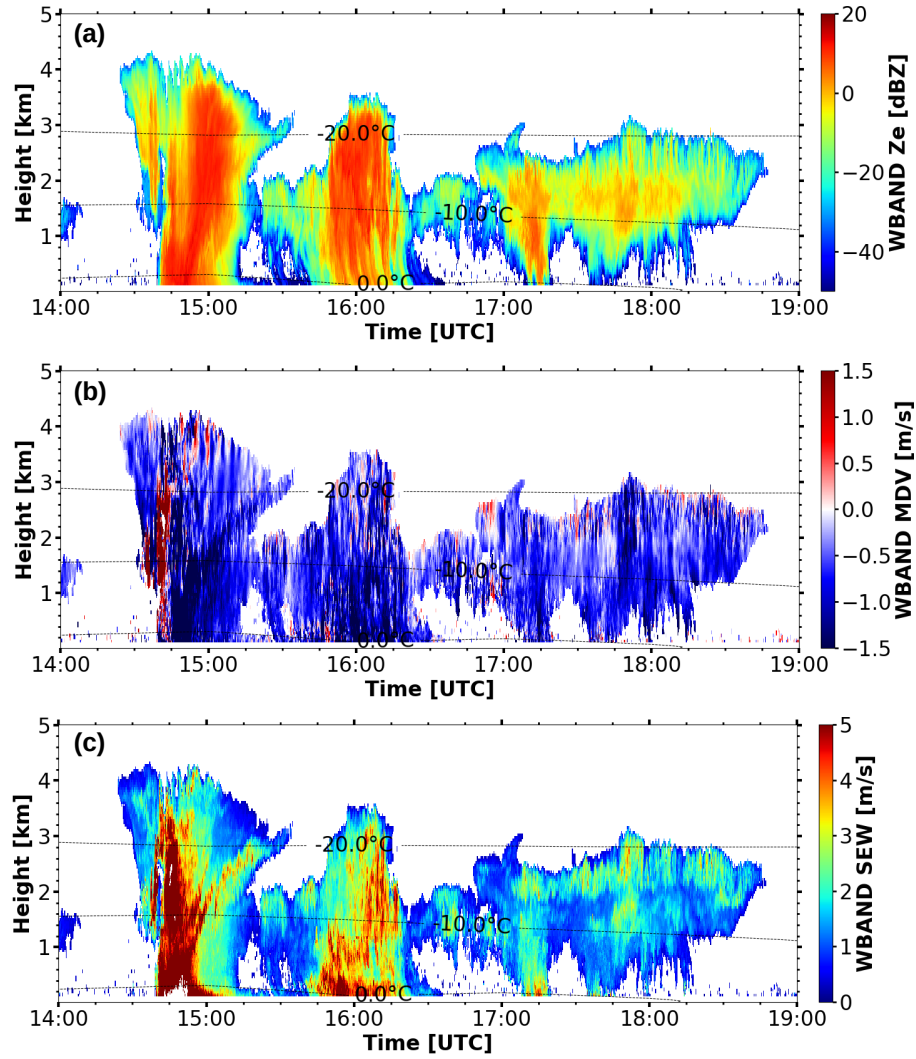 (a)
Height [km]
5
4
3
2
1
-20.0°C
-10.0°C
0.0°C
14:00 15:00 16:00 17:00 18:00 19:00
Time [UTC]
20
0
−20
−40
WBAND Ze [dBZ]
(b)
Height [km]
5
4
3
2
1
-20.0°C
-10.0°C
0.0°C
14:00 15:00 16:00 17:00 18:00 19:00
Time [UTC]
1.5
1.0
0.5
0.0
−0.5
−1.0
−1.5
WBAND MDV [m/s]
(c)
Height [km]
5
4
3
2
1
-20.0°C
-10.0°C
0.0°C
14:00 15:00 16:00 17:00 18:00 19:00
Time [UTC]
5
4
3
2
1
0
WBAND SEW [m/s]